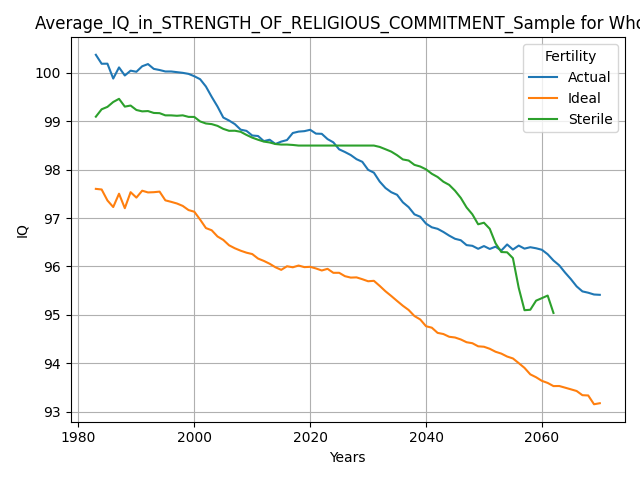 Average_IQ_in_STRENGTH_OF_RELIGIOUS_COMMITMENT_Sample for Who
Fertility
Actual
Ideal
Sterile
IQ
100
99
98
97
96
95
94
93
1980
2000
2020
2040
2060
Years